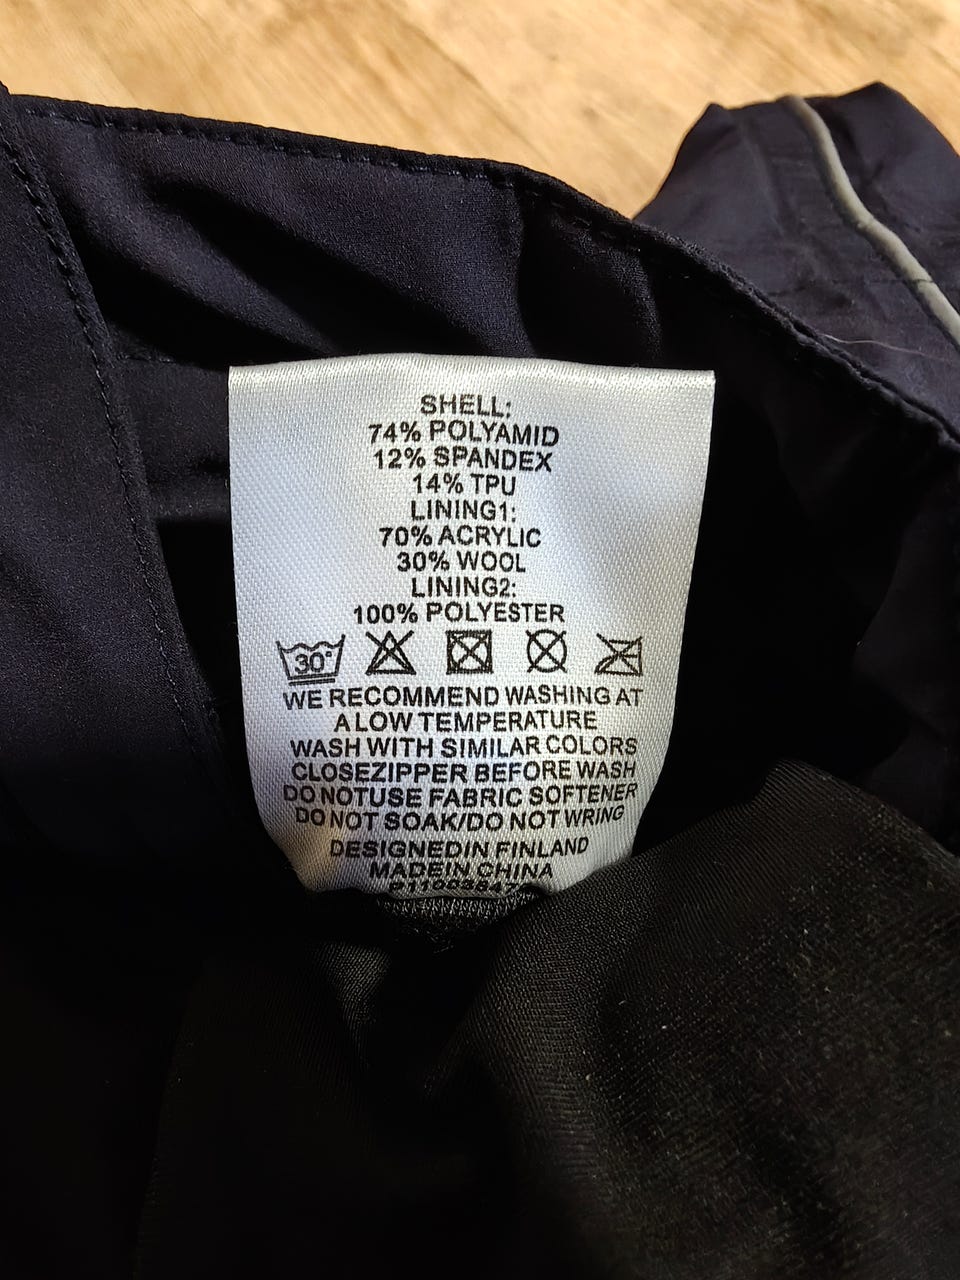 SHELL:
74% POLYAMID
12% SPANDEX
14% TPU
LINING1:
70% ACRYLIC
30% WOOL
LINING2:
100% POLYESTER
30°
WE RECOMMEND WASHING AT
A LOW TEMPERATURE
WASH WITH SIMILAR COLORS
CLOSEZIPPER BEFORE WASH
DO NOTUSE FABRIC SOFTENER
DO NOT SOAK/DO NOT WRING
DESIGNEDIN FINLAND
MADEIN CHINA